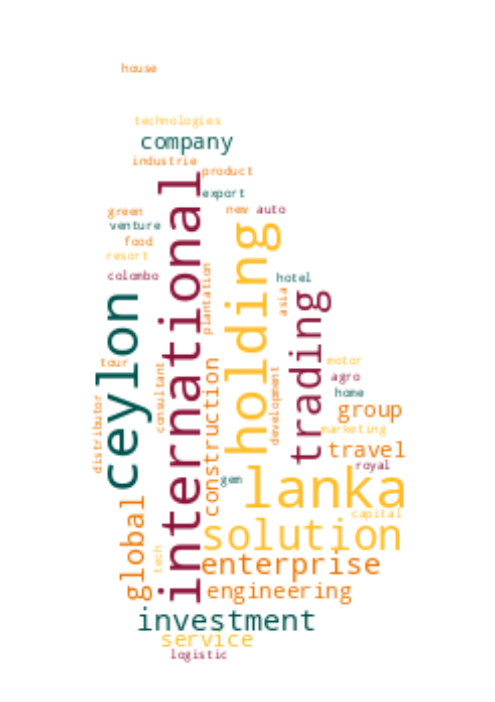 house
technologies
company
industrie
product
international
export
green
new
auto
venture
holding
food
resort
plantation
colombo
hotel
ceylon
asia
trading
tour
consultant
construction
motor
development
agro
home
distributor
group
marketing
travel
royal
gem
lanka
global
capital
solution
tech
enterprise
engineering
investment
service
logistic